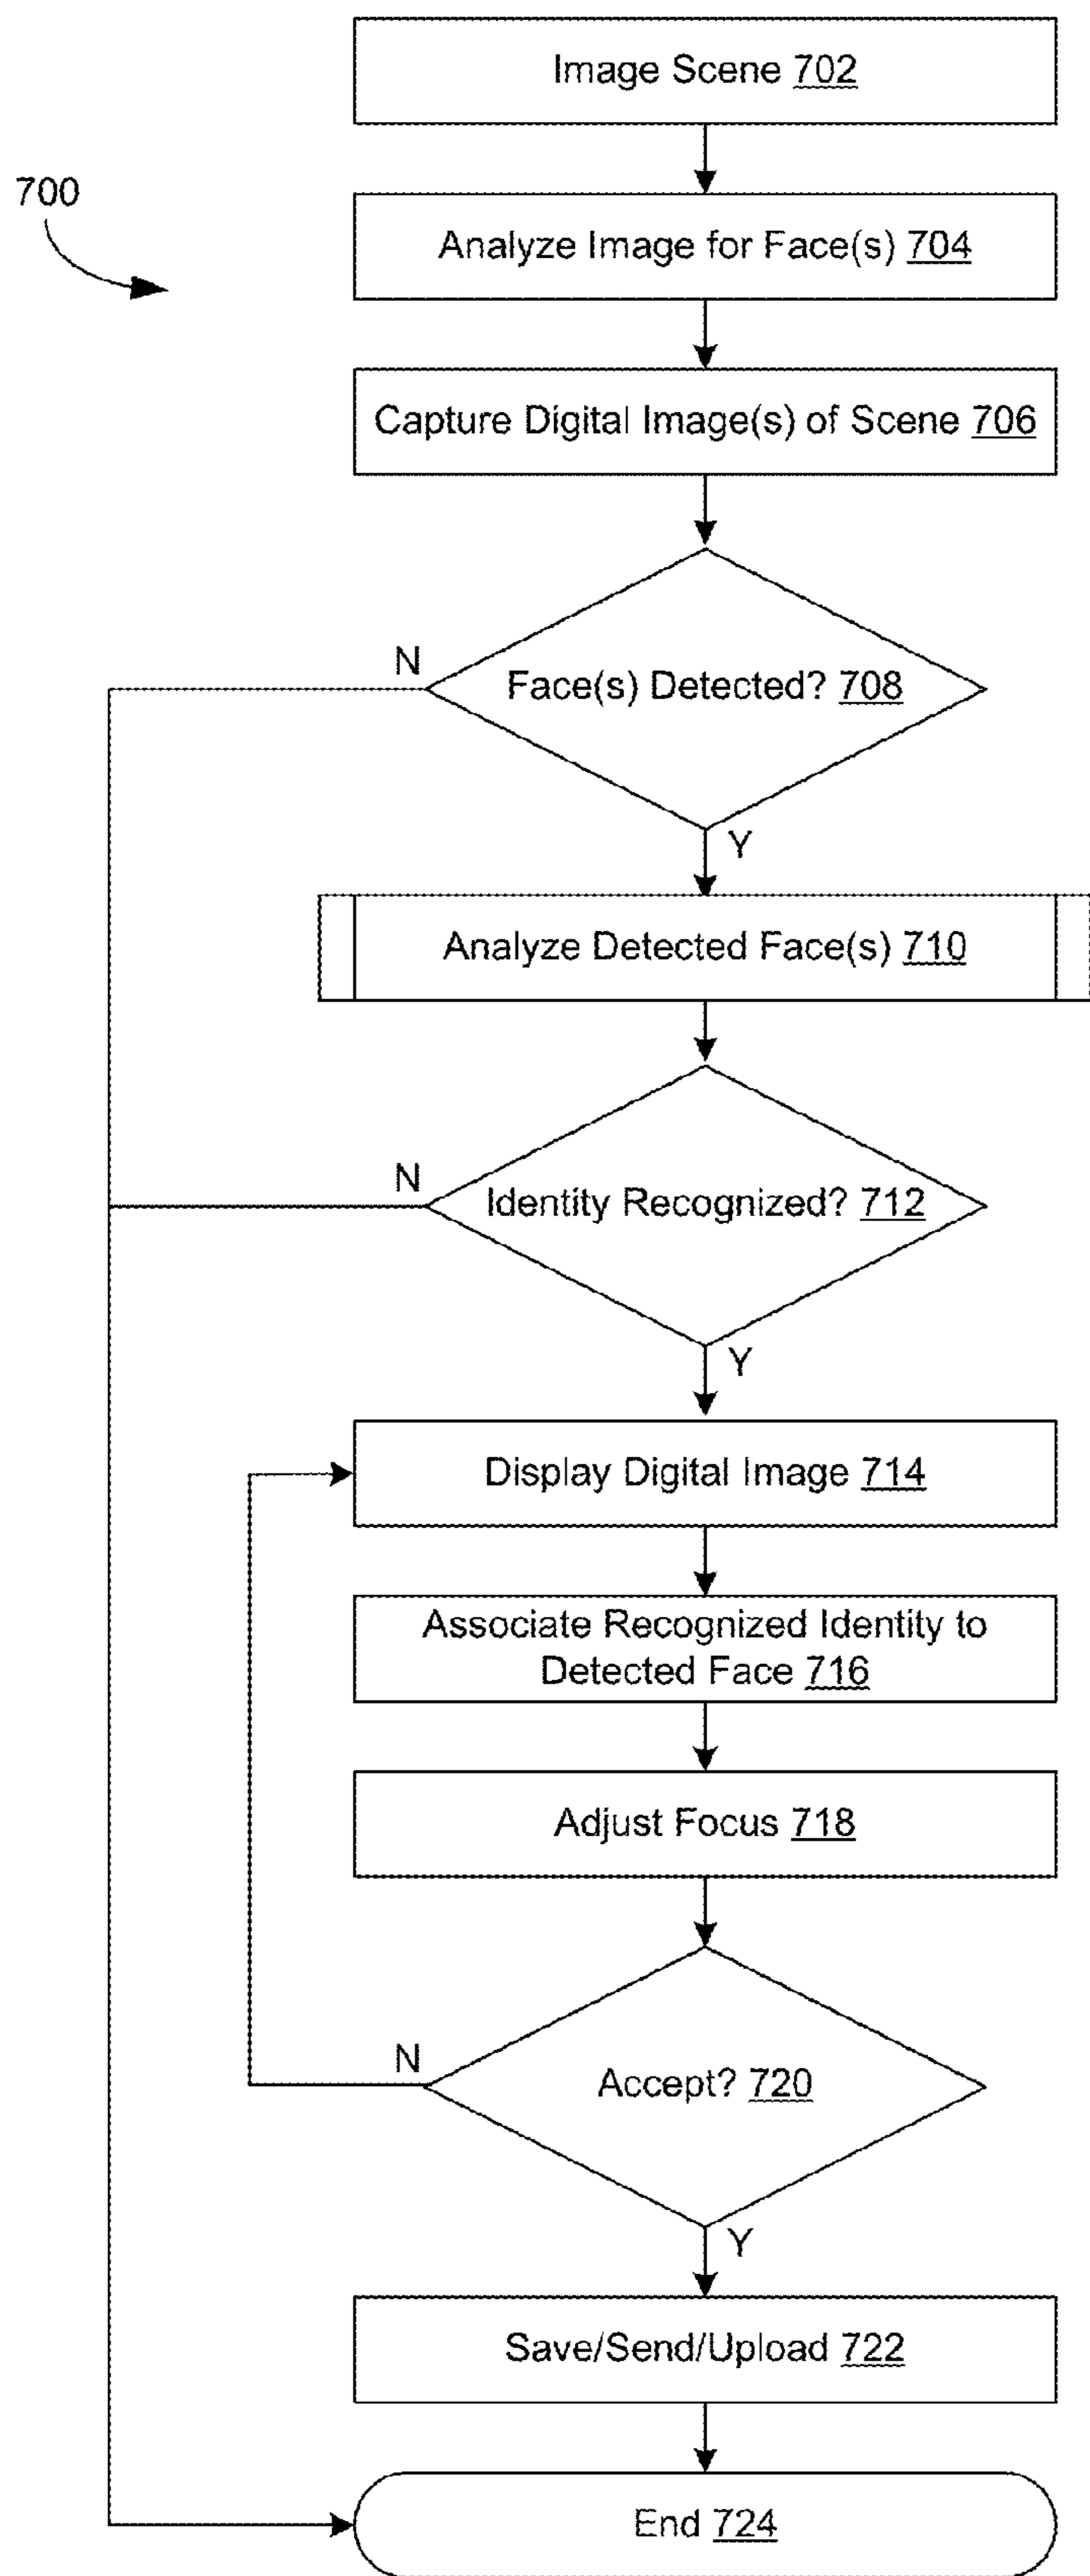 Image Scene 702
700
Analyze Image for Face(s) 704
Capture Digital Image(s) of Scene 706
N
Face(s) Detected? 708
Y
Analyze Detected Face(s) 710
N
Identity Recognized? 712
Y
Display Digital Image 714
Associate Recognized Identity to
Detected Face 716
Adjust Focus 718
N
Accept? 720
Y
Save/Send/Upload 722
End 724